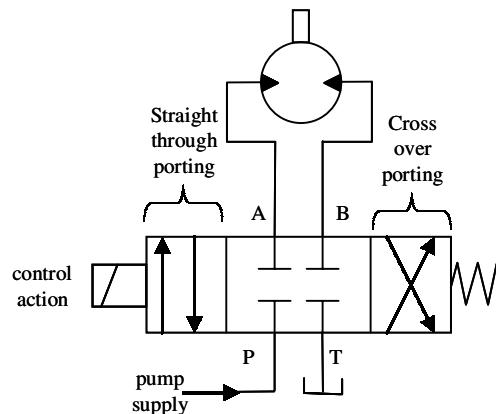 Straight
through
porting
Cross
over
porting
A
B
control
action
P
T
pump
supply